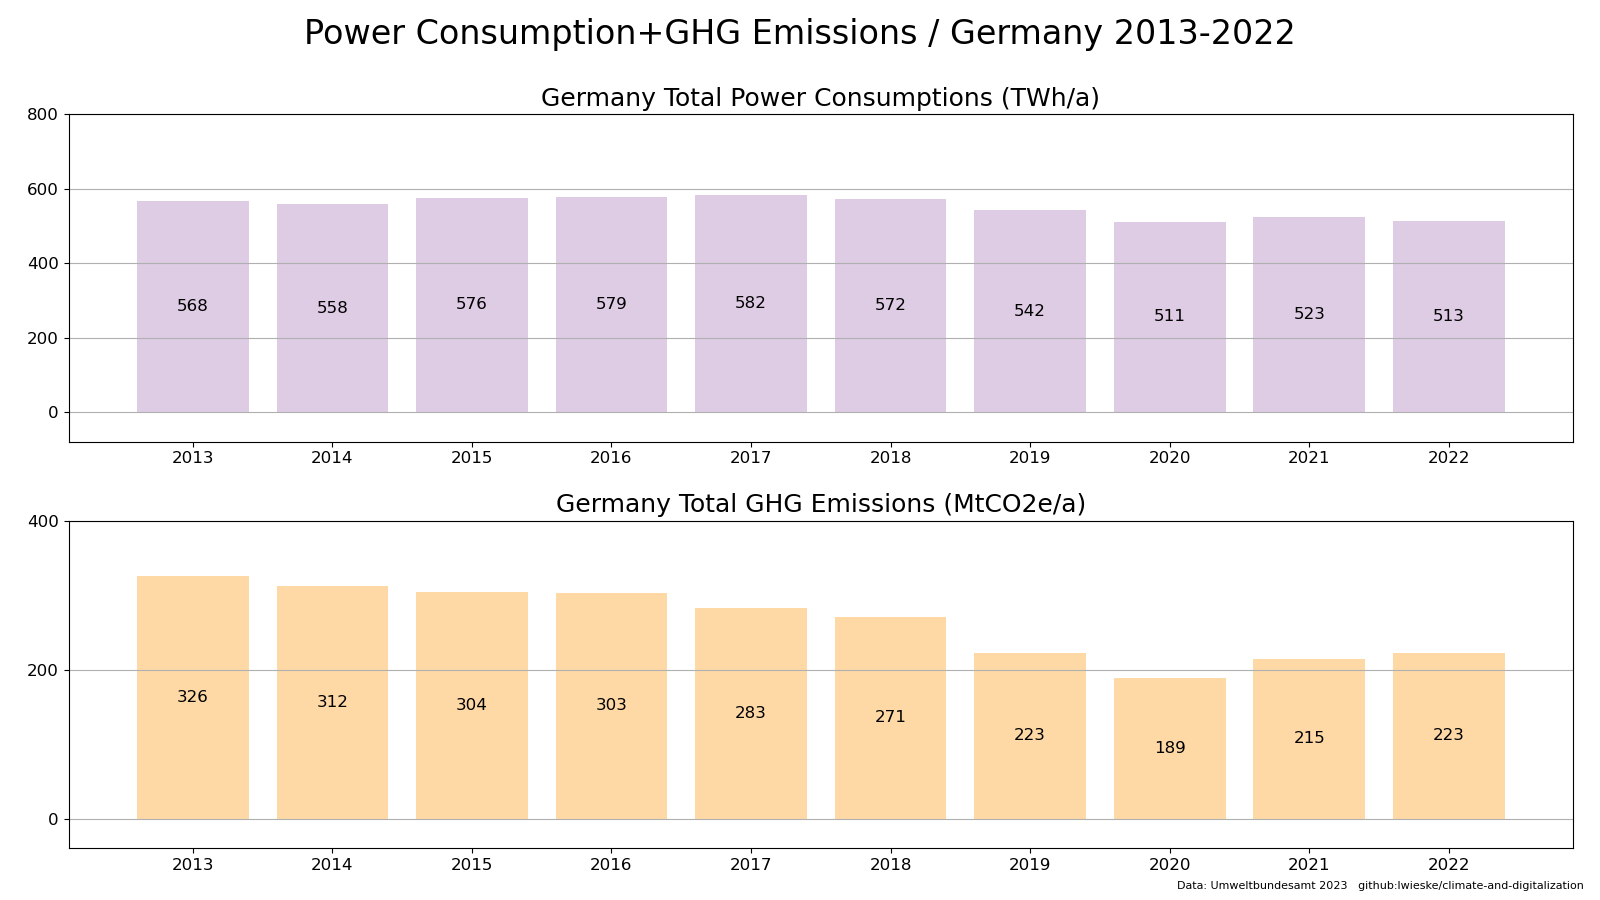 Power Consumption+GHG Emissions / Germany 2013-2022
Germany Total Power Consumptions (TWh/a)
800
600
400
200
0
568 558 576 579 582 572 542 511 523 513
2013 2014 2015 2016 2017 2018 2019 2020 2021 2022
Germany Total GHG Emissions (MtCO2e/a)
400
200
0
326 312 304 303 283 271 223 189 215 223
2013 2014 2015 2016 2017 2018 2019 2020 2021 2022
Data: Umweltbundesamt 2023 github:lwieske/climate-and-digitalization